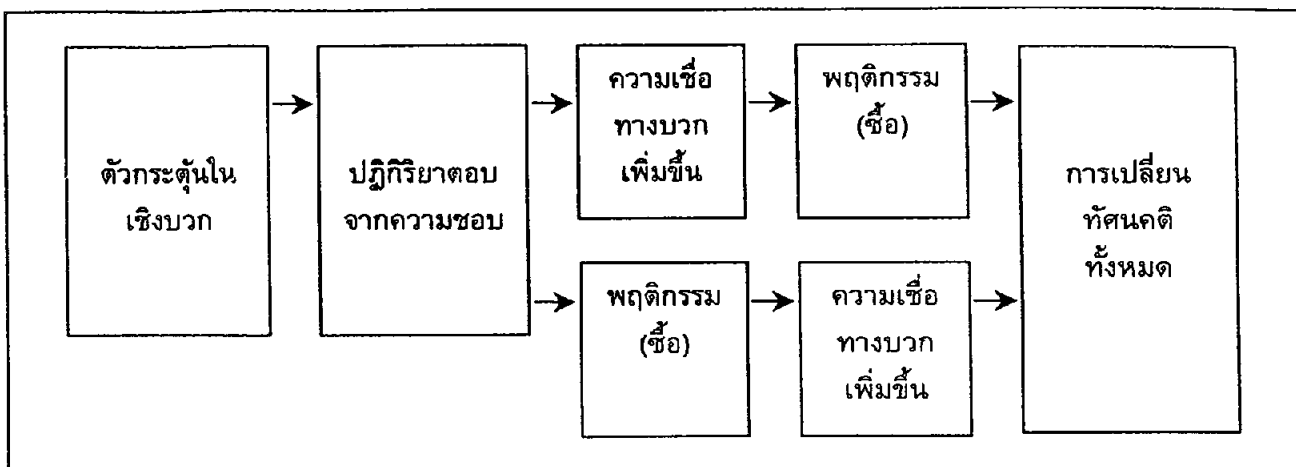 ตัวกระตุ้นใน
เชิงบวก
ปฏิกิริยาตอบ
จากความชอบ
ความเชื่อ
ทางบวก
เพิ่มขึ้น
พฤติกรรม
(ซื้อ)
พฤติกรรม
(ซื้อ)
ความเชื่อ
ทางบวก
เพิ่มขึ้น
การเปลี่ยน
ทัศนคติ
ทั้งหมด